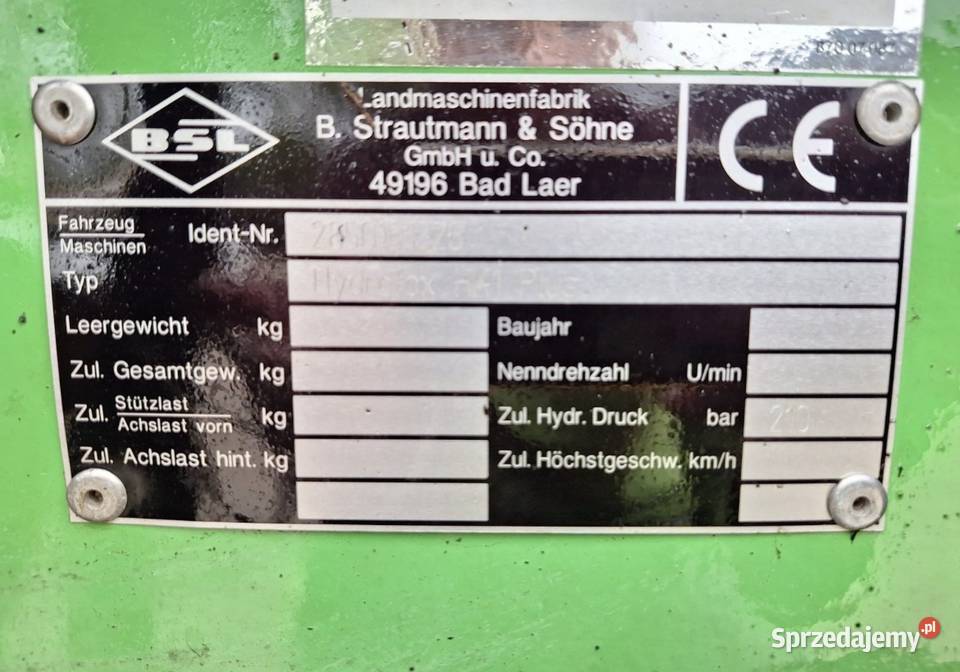 Landmaschinenfabrik
BSL
B. Strautmann & Söhne
GmbH u. Co.
49196 Bad Laer
CE
Fahrzeug
Maschinen
Ident-Nr.
Typ
Leergewicht kg
Baujahr
Zul. Gesamtgew. kg
Nenndrehzahl U/min
Zul. Stützlast kg
Achslast vorn
Zul. Hydr. Druck bar 210
Zul. Achslast hint. kg
Zul. Höchstgeschw. km/h
Sprzedajemy.pl